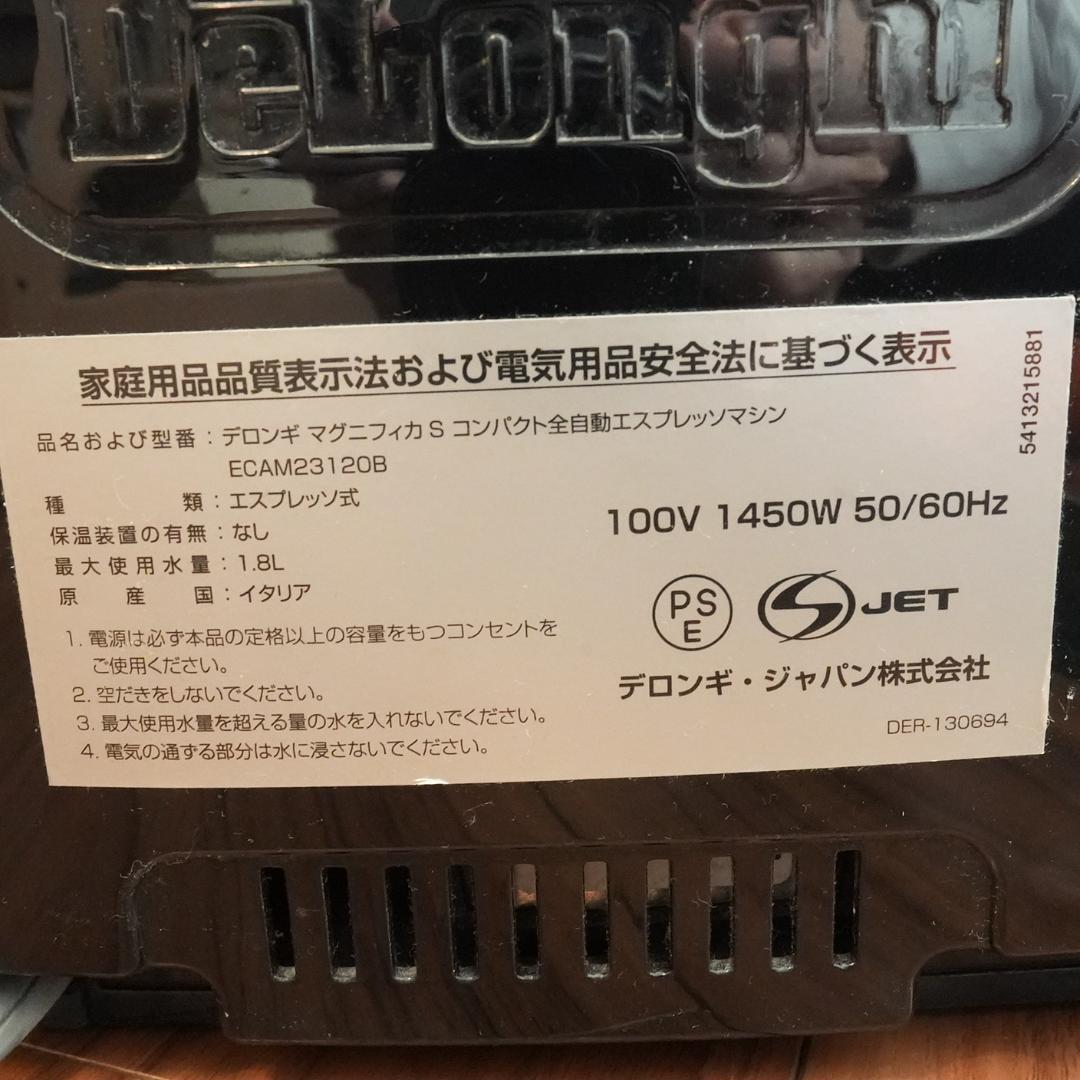 DeLonghi
家庭用品品質表示法および電気用品安全法に基づく表示
5413215881
品名および型番：デロンギ マグニフィカ S コンパクト全自動エスプレッソマシン
ECAM23120B
種類：エスプレッソ式
保温装置の有無：なし
最大使用水量：1.8L
原産国：イタリア
1. 電源は必ず本品の定格以上の容量をもつコンセントを
ご使用ください。
2. 空だきをしないでください。
3. 最大使用水量を超える量の水を入れないでください。
4. 電気の通ずる部分は水に浸さないでください。
100V 1450W 50/60Hz
PS
E
JET
デロンギ・ジャパン株式会社
DER-130694